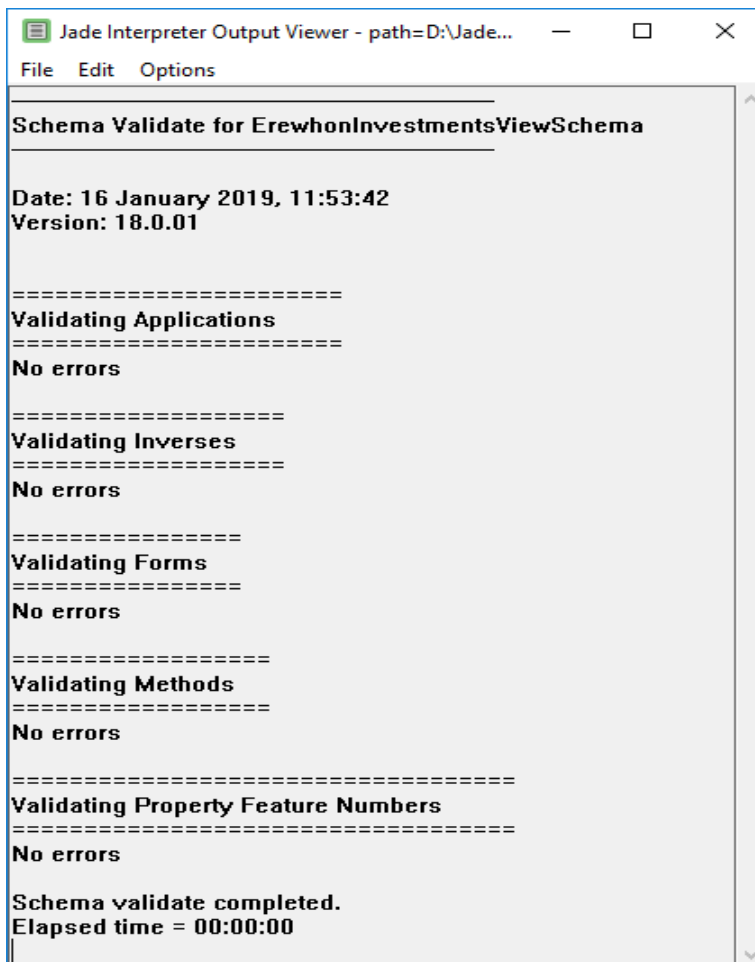 Jade Interpreter Output Viewer - path=D:\Jade...
File Edit Options
Schema Validate for ErewhonInvestmentsViewSchema
Date: 16 January 2019, 11:53:42
Version: 18.0.01
=======================
Validating Applications
=======================
No errors
===================
Validating Inverses
===================
No errors
================
Validating Forms
================
No errors
==================
Validating Methods
==================
No errors
===================================
Validating Property Feature Numbers
===================================
No errors
Schema validate completed.
Elapsed time = 00:00:00